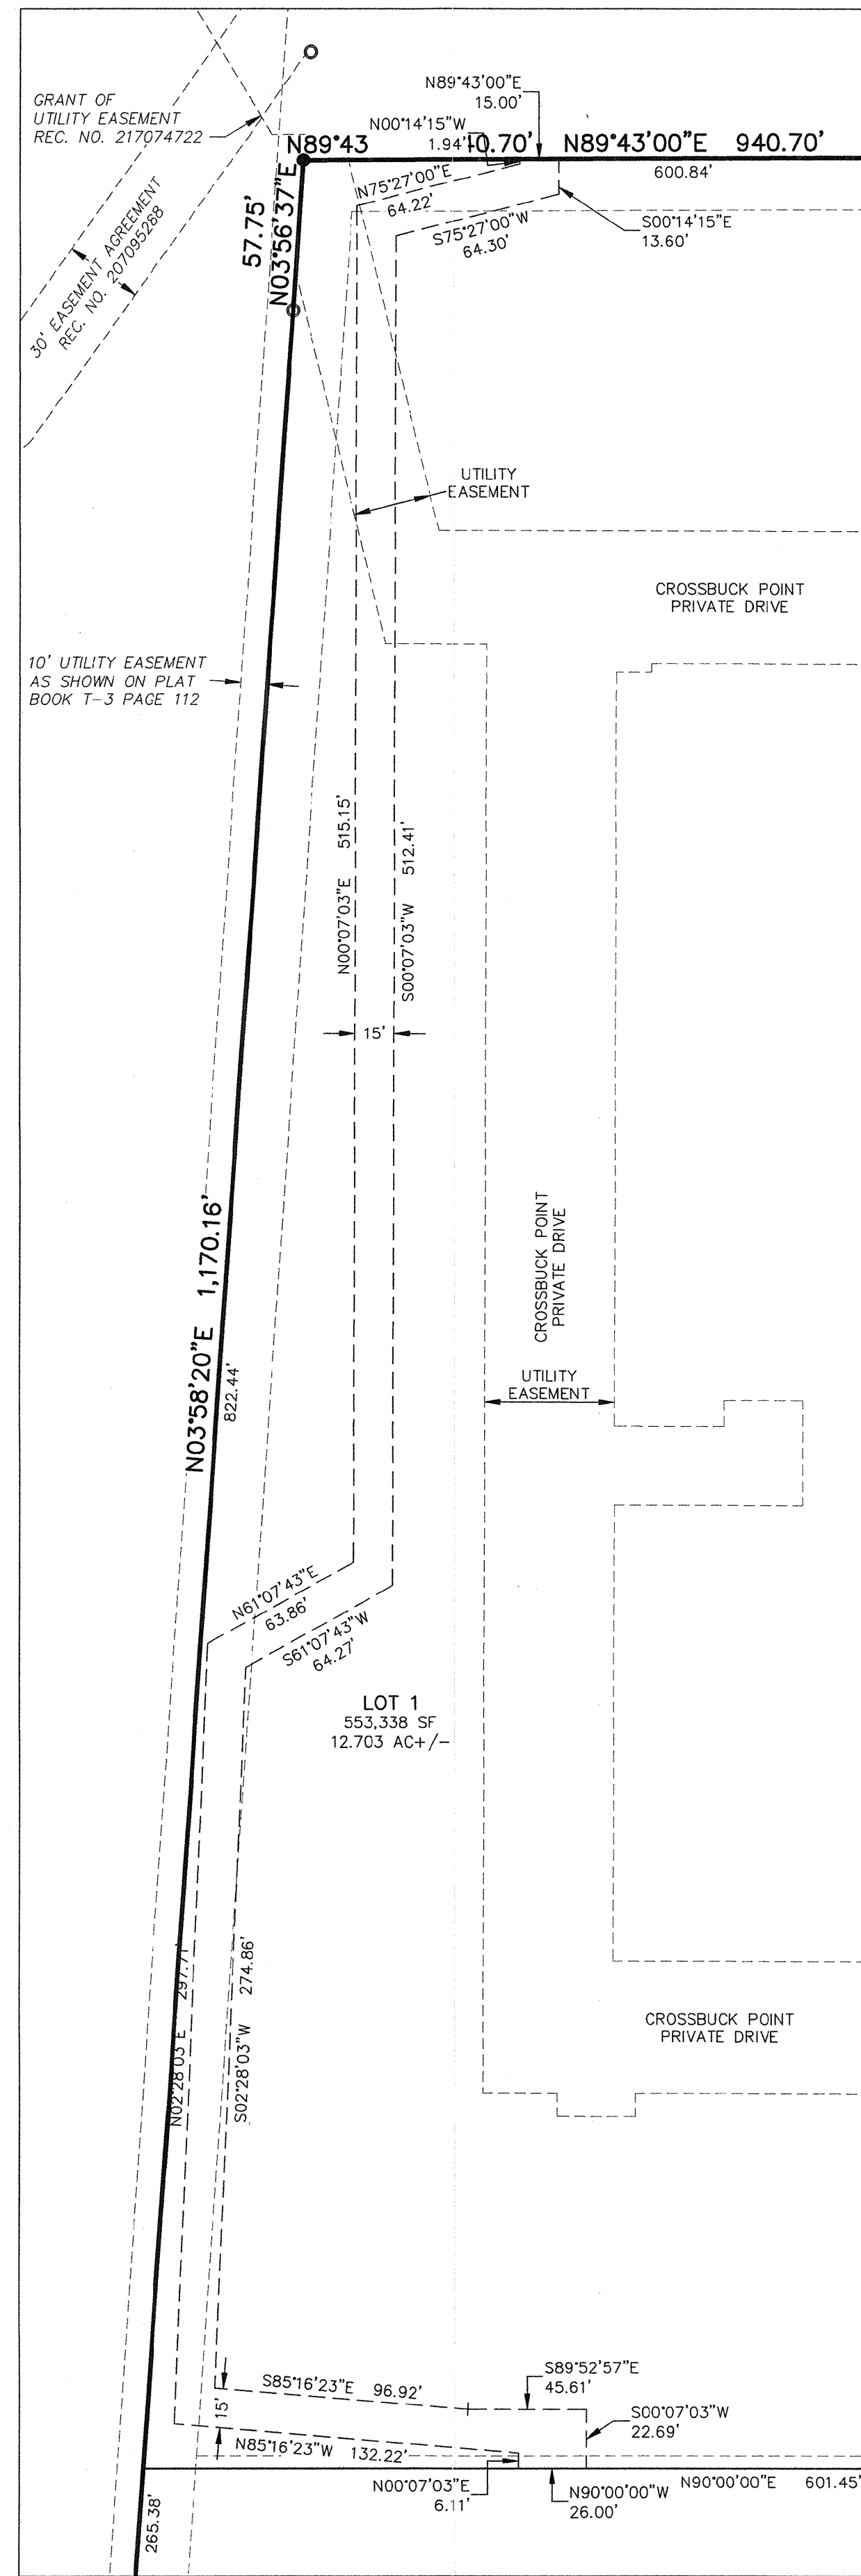 GRANT OF
UTILITY EASEMENT
REC. NO. 217074722
N89°43'00"E
15.00'
N00°14'15"W
1.94'
N89°43
40.70'
N89°43'00"E 940.70'
600.84'
N75°27'00"E
64.22'
S75°27'00"W
64.30'
S00°14'15"E
13.60'
57.75'
N03°56'37"E
30' EASEMENT AGREEMENT
REC. NO. 207095288
UTILITY
EASEMENT
CROSSBUCK POINT
PRIVATE DRIVE
10' UTILITY EASEMENT
AS SHOWN ON PLAT
BOOK T-3 PAGE 112
N00°07'03"E 515.15'
S00°07'03"W 512.41'
15'
CROSSBUCK POINT
PRIVATE DRIVE
N03°58'20"E 1,170.16'
822.44'
UTILITY
EASEMENT
N61°07'43"E
63.86'
S61°07'43"W
64.27'
LOT 1
553,338 SF
12.703 AC+/-
N02°28'03"E 297.71'
S02°28'03"W 274.86'
CROSSBUCK POINT
PRIVATE DRIVE
S85°16'23"E 96.92'
S89°52'57"E
45.61'
15'
S00°07'03"W
22.69'
N85°16'23"W 132.22'
N00°07'03"E
6.11'
N90°00'00"W
26.00'
N90°00'00"E 601.45'
265.38'